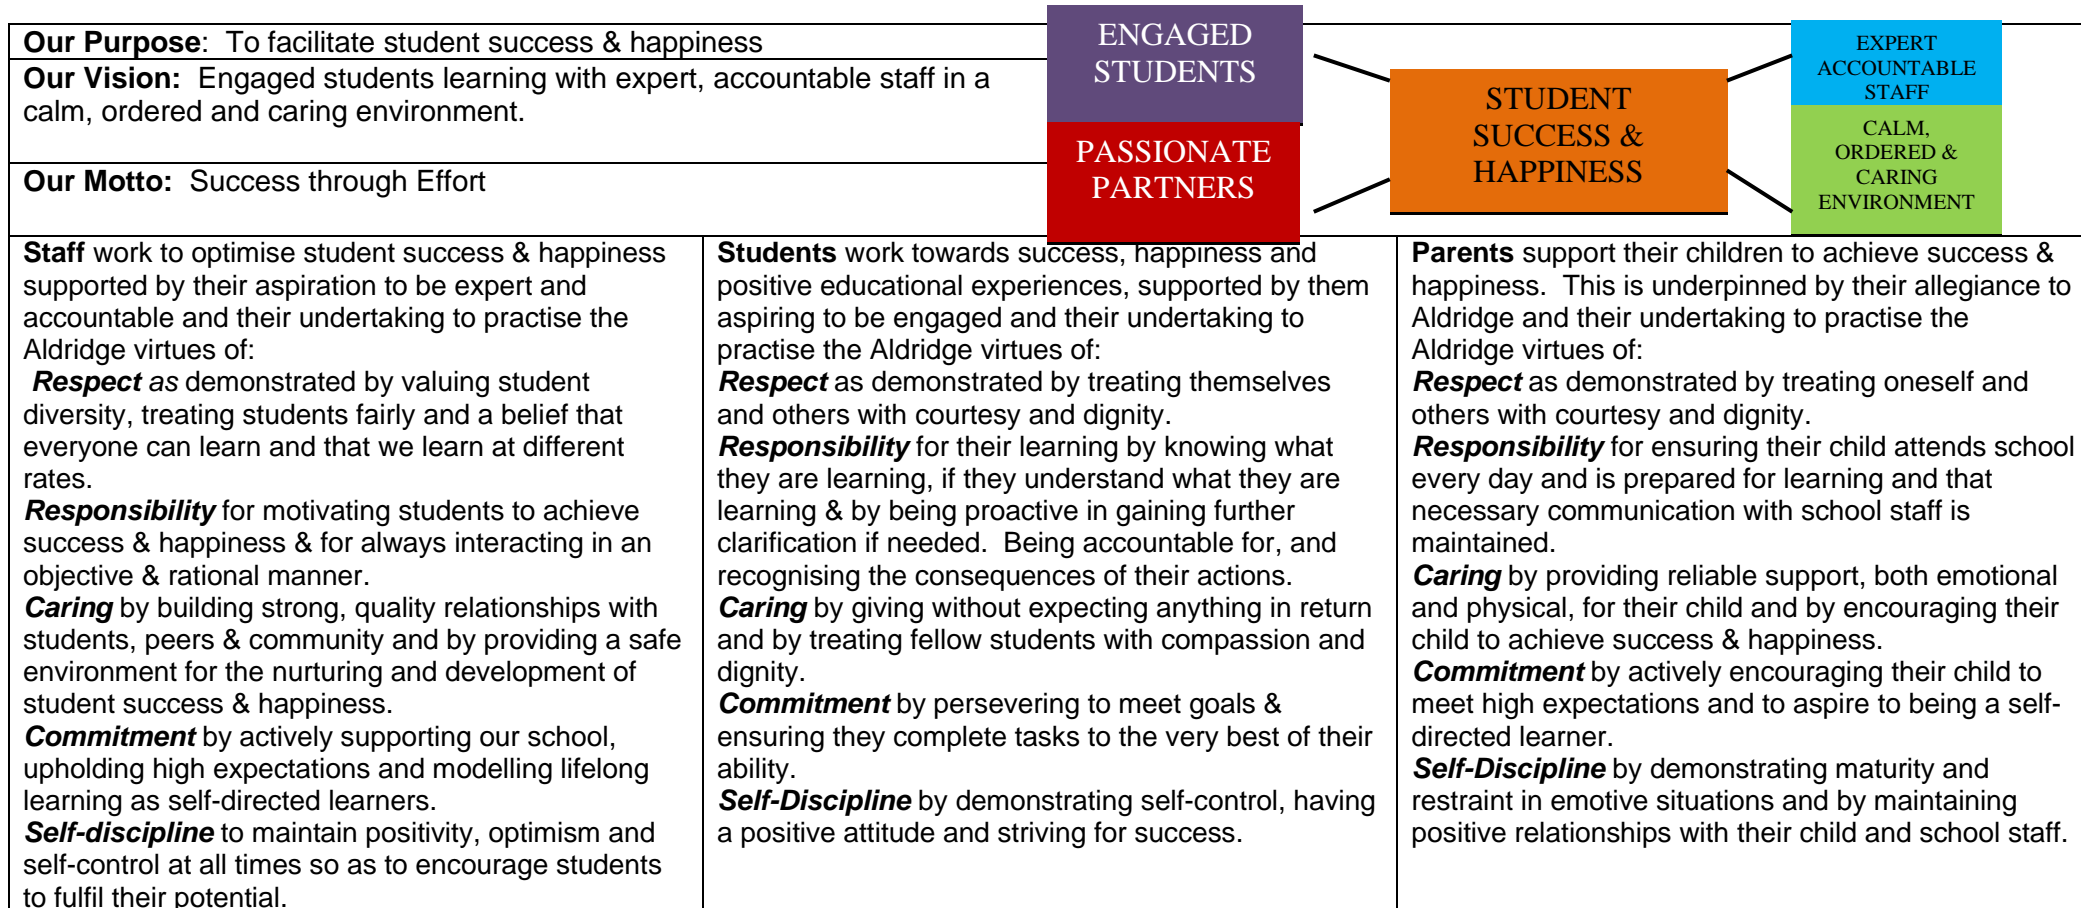 Our Purpose:  To facilitate student success & happiness
Our Vision:  Engaged students learning with expert, accountable staff in a
calm, ordered and caring environment.
Our Motto:  Success through Effort
ENGAGED
STUDENTS
PASSIONATE
PARTNERS
STUDENT
SUCCESS &
HAPPINESS
EXPERT
ACCOUNTABLE
STAFF
CALM,
ORDERED &
CARING
ENVIRONMENT
Staff work to optimise student success & happiness
supported by their aspiration to be expert and
accountable and their undertaking to practise the
Aldridge virtues of:
Respect as demonstrated by valuing student
diversity, treating students fairly and a belief that
everyone can learn and that we learn at different
rates.
Responsibility for motivating students to achieve
success & happiness & for always interacting in an
objective & rational manner.
Caring by building strong, quality relationships with
students, peers & community and by providing a safe
environment for the nurturing and development of
student success & happiness.
Commitment by actively supporting our school,
upholding high expectations and modelling lifelong
learning as self-directed learners.
Self-discipline to maintain positivity, optimism and
self-control at all times so as to encourage students
to fulfil their potential.
Students work towards success, happiness and
positive educational experiences, supported by them
aspiring to be engaged and their undertaking to
practise the Aldridge virtues of:
Respect as demonstrated by treating themselves
and others with courtesy and dignity.
Responsibility for their learning by knowing what
they are learning, if they understand what they are
learning & by being proactive in gaining further
clarification if needed.  Being accountable for, and
recognising the consequences of their actions.
Caring by giving without expecting anything in return
and by treating fellow students with compassion and
dignity.
Commitment by persevering to meet goals &
ensuring they complete tasks to the very best of their
ability.
Self-Discipline by demonstrating self-control, having
a positive attitude and striving for success.
Parents support their children to achieve success &
happiness.  This is underpinned by their allegiance to
Aldridge and their undertaking to practise the
Aldridge virtues of:
Respect as demonstrated by treating oneself and
others with courtesy and dignity.
Responsibility for ensuring their child attends school
every day and is prepared for learning and that
necessary communication with school staff is
maintained.
Caring by providing reliable support, both emotional
and physical, for their child and by encouraging their
child to achieve success & happiness.
Commitment by actively encouraging their child to
meet high expectations and to aspire to being a self-
directed learner.
Self-Discipline by demonstrating maturity and
restraint in emotive situations and by maintaining
positive relationships with their child and school staff.